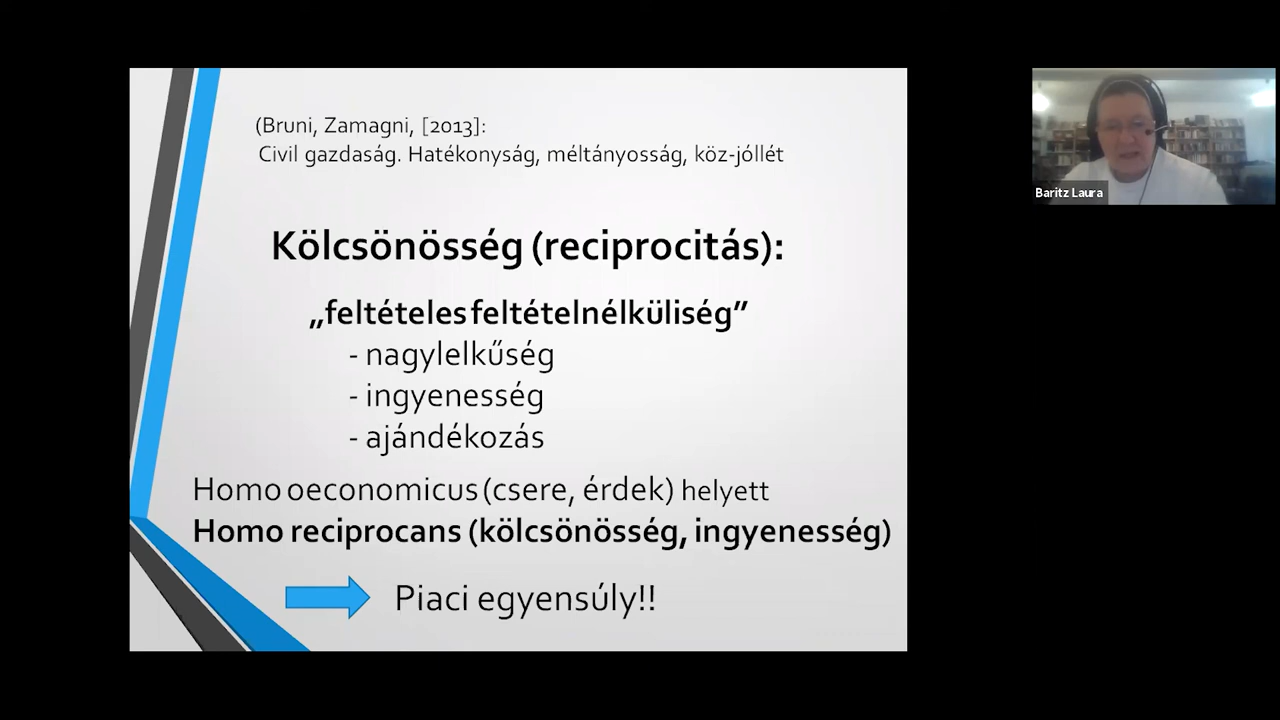 (Bruni, Zamagni, [2013]:
Civil gazdaság. Hatékonyság, méltányosság, köz-jóllét
Kölcsönösség (reciprocitás):
„feltételes feltételnélküliség”
- nagylelkűség
- ingyenesség
- ajándékozás
Homo oeconomicus (csere, érdek) helyett
Homo reciprocans (kölcsönösség, ingyenesség)
Piaci egyensúly!!
Baritz Laura